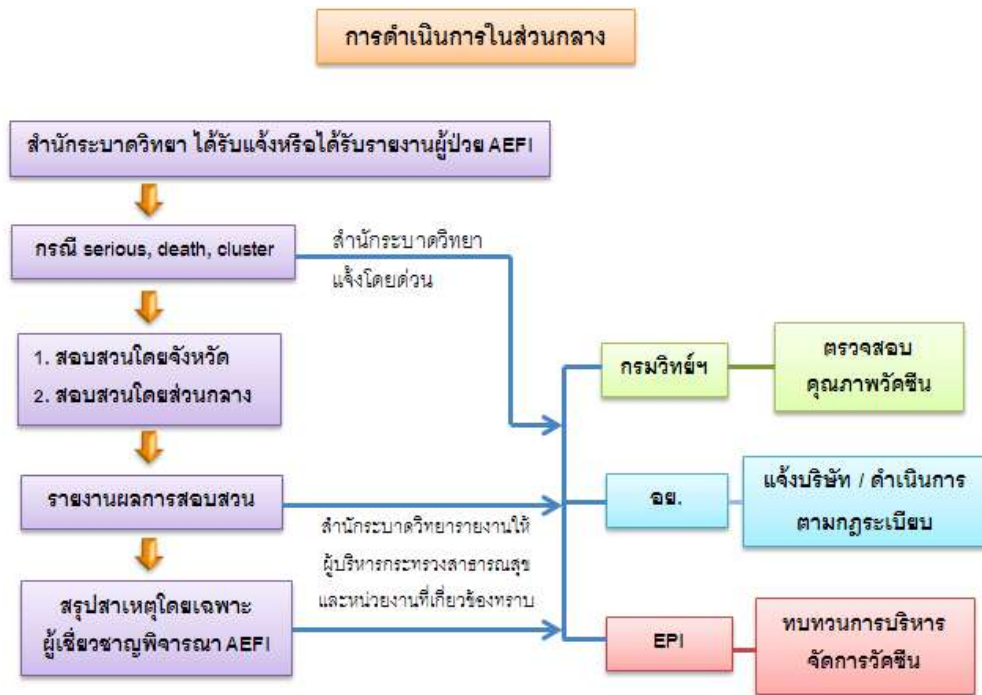 การดำเนินการในส่วนกลาง
สำนักระบาดวิทยา ได้รับแจ้งหรือได้รับรายงานผู้ป่วย AEFI
กรณี serious, death, cluster
สำนักระบาดวิทยา
แจ้งโดยด่วน
1. สอบสวนโดยจังหวัด
2. สอบสวนโดยส่วนกลาง
กรมวิทย์ฯ
ตรวจสอบ
คุณภาพวัคซีน
รายงานผลการสอบสวน
อย.
แจ้งบริษัท / ดำเนินการ
ตามกฎระเบียบ
สำนักระบาดวิทยารายงานให้
ผู้บริหารกระทรวงสาธารณสุข
และหน่วยงานที่เกี่ยวข้องทราบ
สรุปสาเหตุโดยเฉพาะ
ผู้เชี่ยวชาญพิจารณา AEFI
EPI
ทบทวนการบริหาร
จัดการวัคซีน